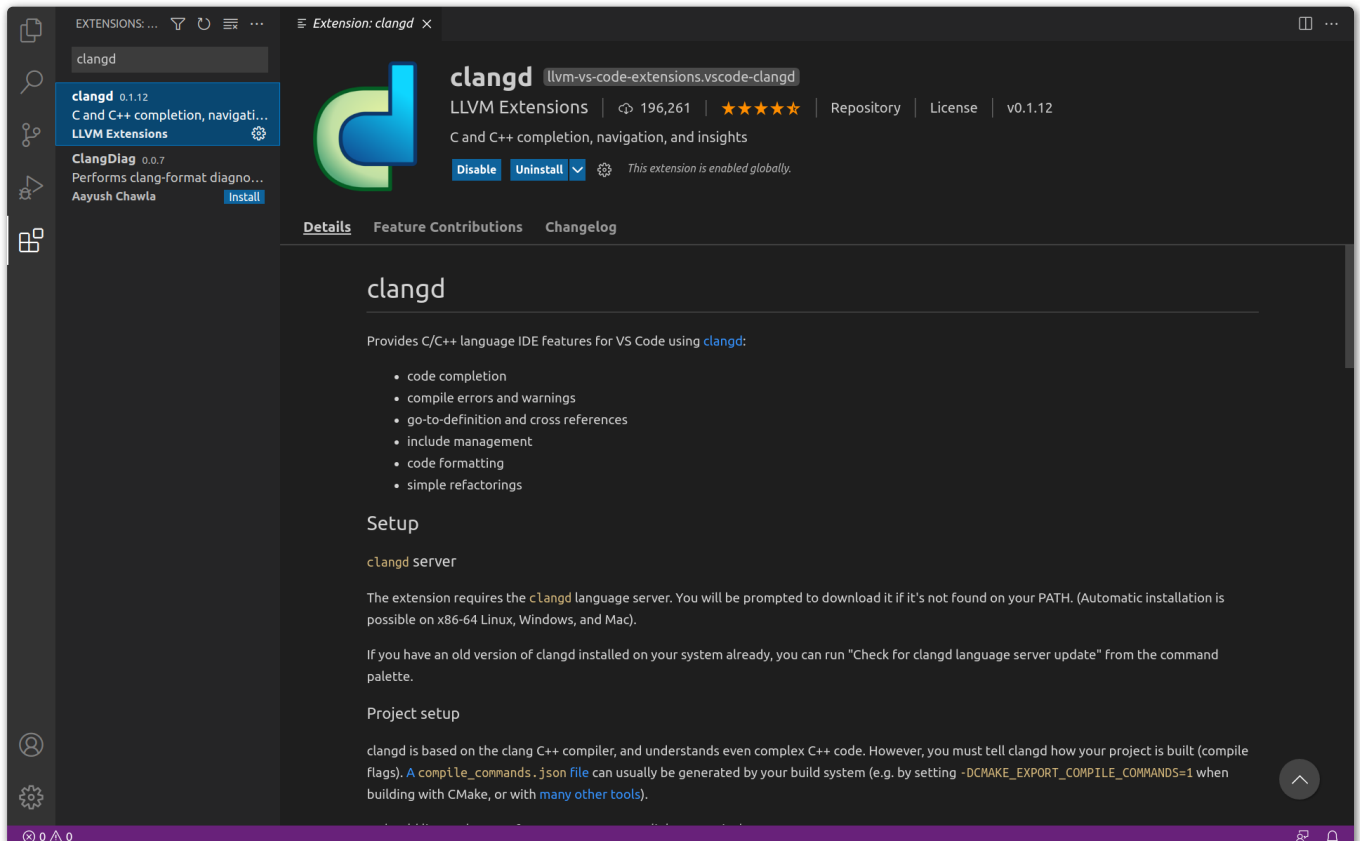 EXTENSIONS: ...
clangd
clangd 0.1.12
C and C++ completion, navigati...
LLVM Extensions
ClangDiag 0.0.7
Performs clang-format diagno...
Aayush Chawla
Install
Extension: clangd
clangd llvm-vs-code-extensions.vscode-clangd
LLVM Extensions 196,261 Repository License v0.1.12
C and C++ completion, navigation, and insights
Disable Uninstall This extension is enabled globally.
Details Feature Contributions Changelog
clangd
Provides C/C++ language IDE features for VS Code using clangd:
• code completion
• compile errors and warnings
• go-to-definition and cross references
• include management
• code formatting
• simple refactorings
Setup
clangd server
The extension requires the clangd language server. You will be prompted to download it if it's not found on your PATH. (Automatic installation is
possible on x86-64 Linux, Windows, and Mac).
If you have an old version of clangd installed on your system already, you can run "Check for clangd language server update" from the command
palette.
Project setup
clangd is based on the clang C++ compiler, and understands even complex C++ code. However, you must tell clangd how your project is built (compile
flags). A compile_commands.json file can usually be generated by your build system (e.g. by setting -DCMAKE_EXPORT_COMPILE_COMMANDS=1 when
building with CMake, or with many other tools).
0 0